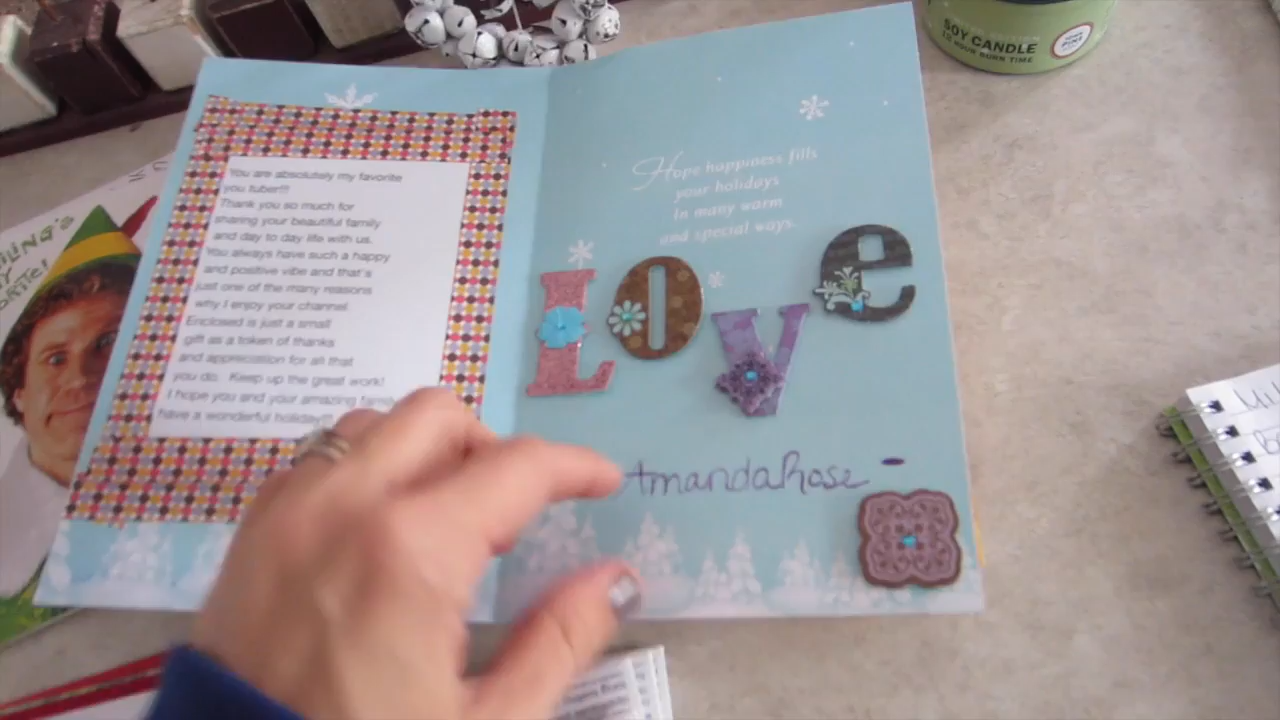 You are absolutely my favorite
you tuber!!!
Thank you so much for
sharing your beautiful family
and day to day life with us.
You always have such a happy
and positive vibe and that's
just one of the many reasons
why I enjoy your channel.
Enclosed is just a small
gift as a token of thanks
and appreciation for all that
you do. Keep up the great work!
I hope you and your amazing family
have a wonderful holiday!!!
Hope happiness fills
your holidays
in many warm
and special ways.
Love
AmandaRose
SOY CANDLE
HOUR BURN TIME